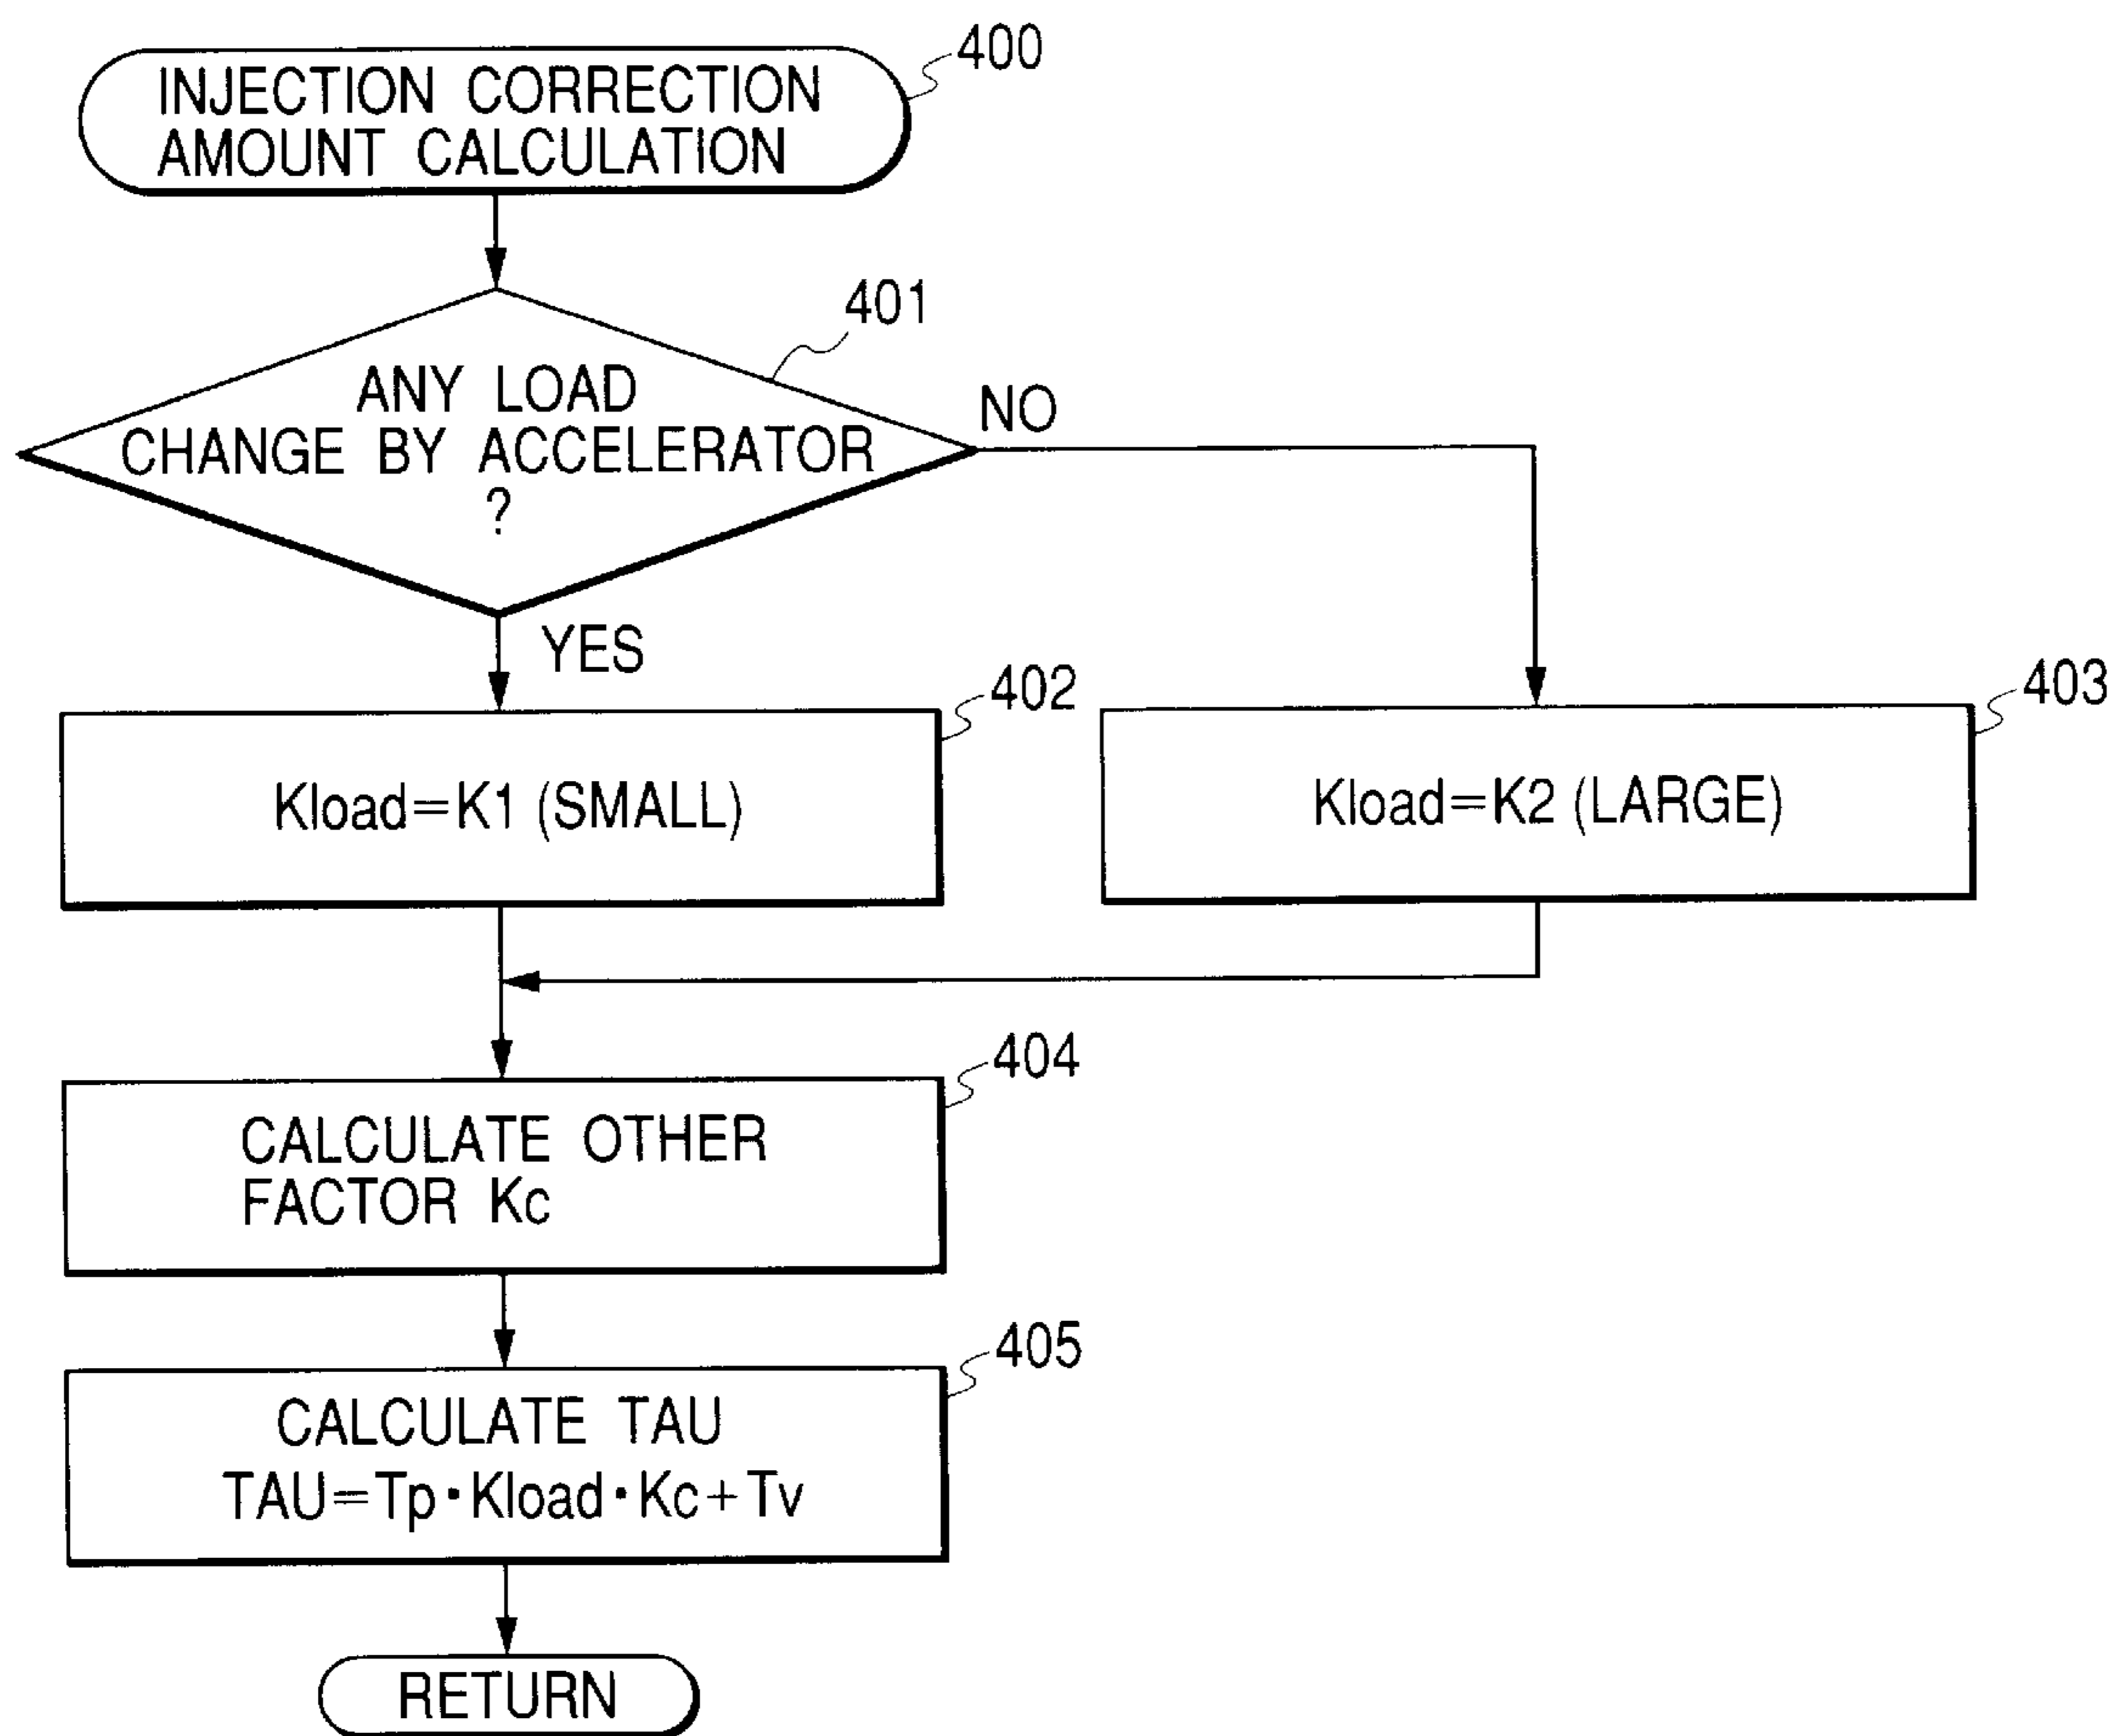 400
INJECTION CORRECTION
AMOUNT CALCULATION
401
ANY LOAD
CHANGE BY ACCELERATOR
?
NO
YES
402
Kload=K1 (SMALL)
403
Kload=K2 (LARGE)
404
CALCULATE OTHER
FACTOR Kc
405
CALCULATE TAU
TAU=Tp·Kload·Kc+Tv
RETURN